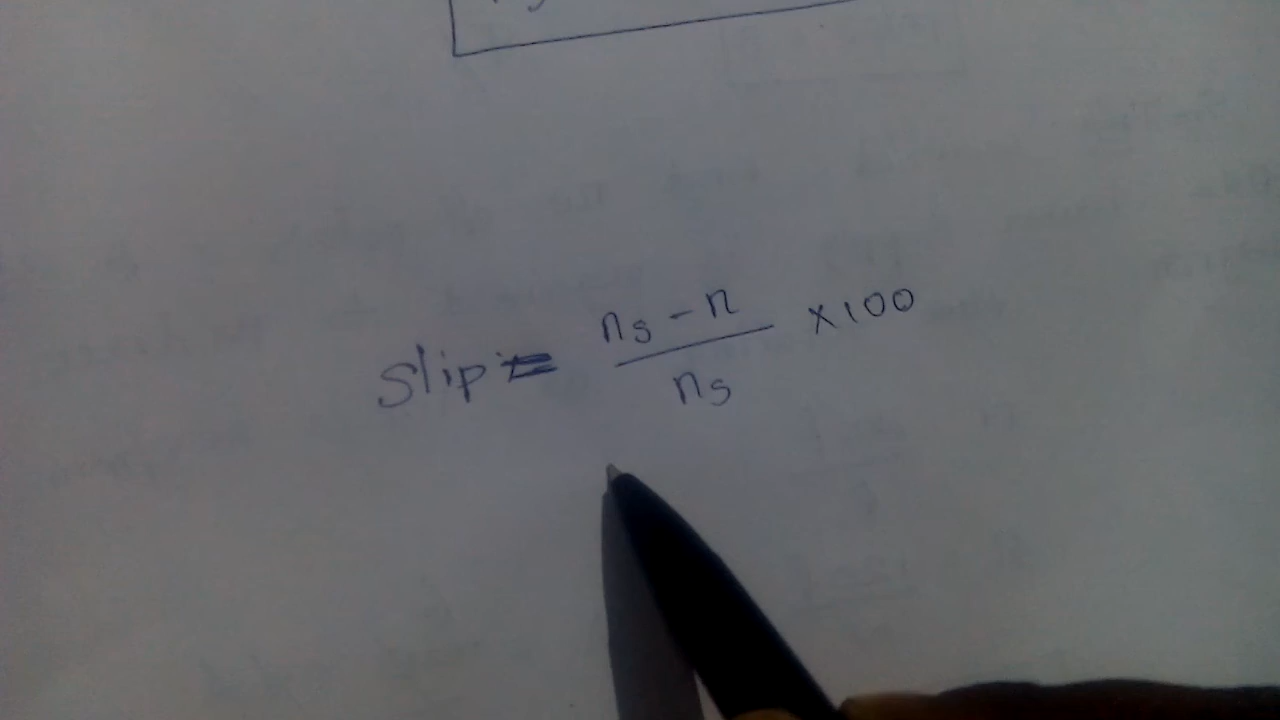 Slip = (ns - n) / ns × 100